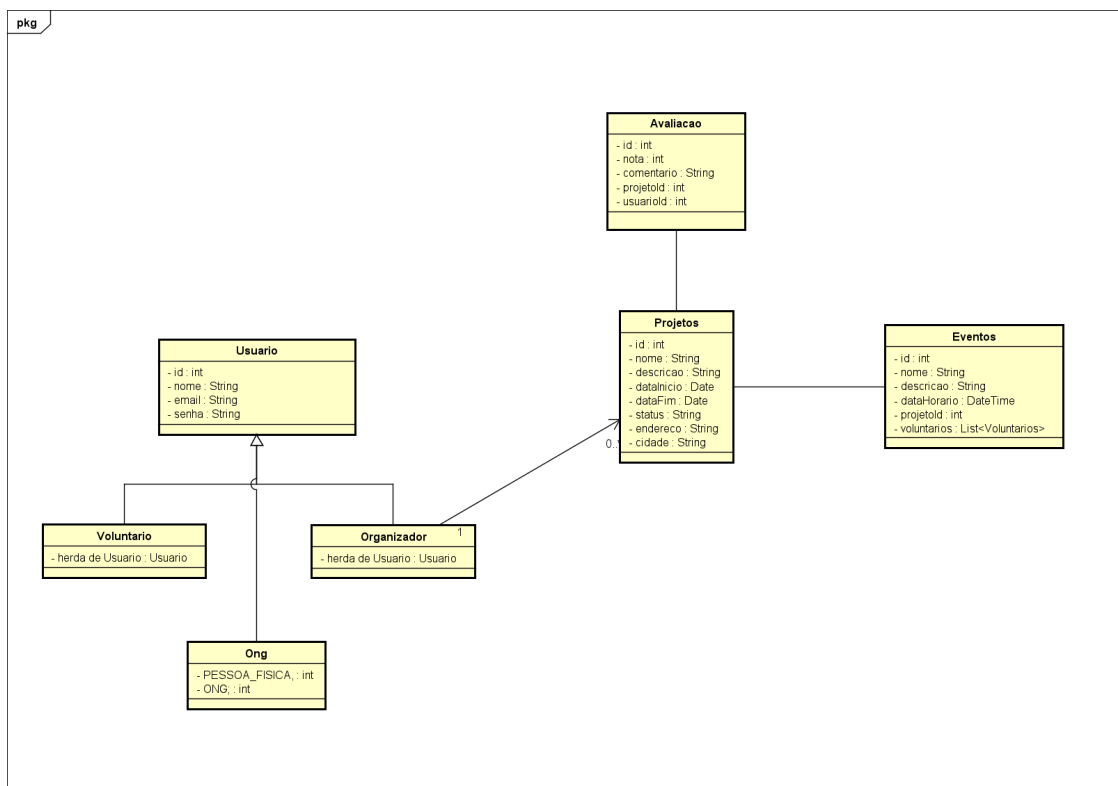 pkg
Avaliacao
- id : int
- nota : int
- comentario : String
- projetoId : int
- usuarioId : int
Projetos
- id : int
- nome : String
- descricao : String
- dataInicio : Date
- dataFim : Date
- status : String
- endereco : String
- cidade : String
0..
Eventos
- id : int
- nome : String
- descricao : String
- dataHorario : DateTime
- projetoId : int
- voluntarios : List<Voluntarios>
Usuario
- id : int
- nome : String
- email : String
- senha : String
Voluntario
- herda de Usuario : Usuario
Organizador
1
- herda de Usuario : Usuario
Ong
- PESSOA_FISICA, : int
- ONG; : int